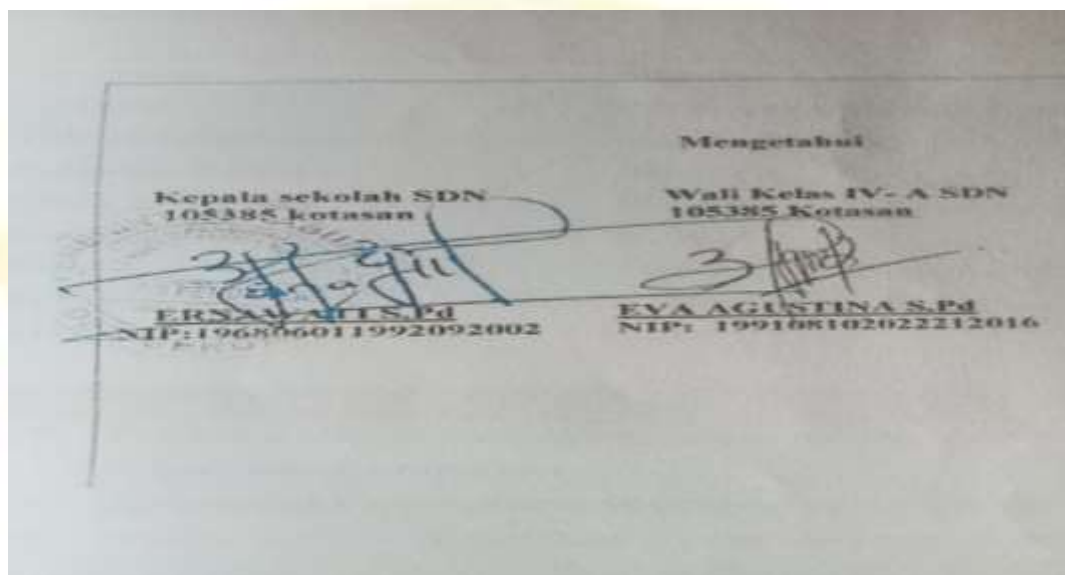 Mengetahui
Kepala sekolah SDN
105385 kotasan
Wali Kelas IV- A SDN
105385 Kotasan
ERNAWATI S.Pd
NIP:196806011992092002
EVA AGUSTINA S.Pd
NIP: 199108102022212016